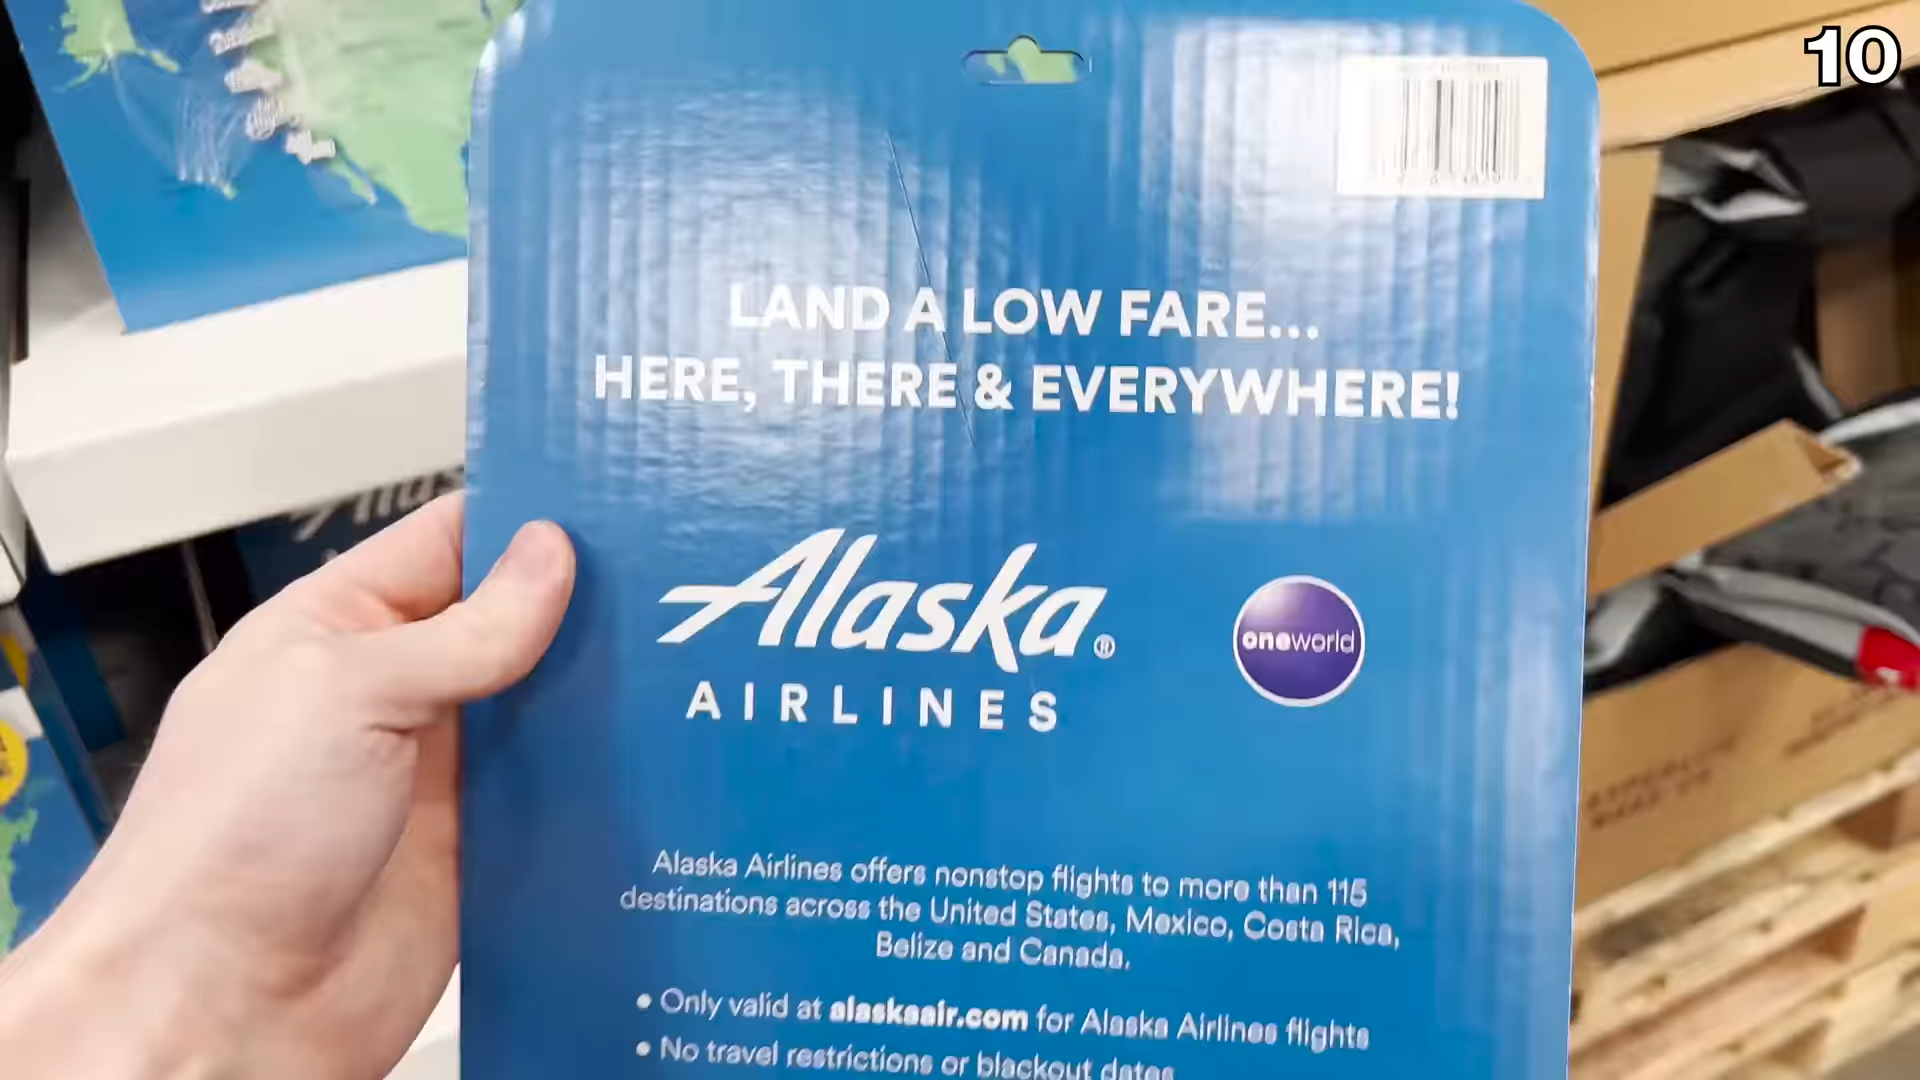 10
LAND A LOW FARE...
HERE, THERE & EVERYWHERE!
Alaska®
AIRLINES
oneworld
Alaska Airlines offers nonstop flights to more than 115
destinations across the United States, Mexico, Costa Rica,
Belize and Canada.
• Only valid at alaskaair.com for Alaska Airlines flights
• No travel restrictions or blackout dates